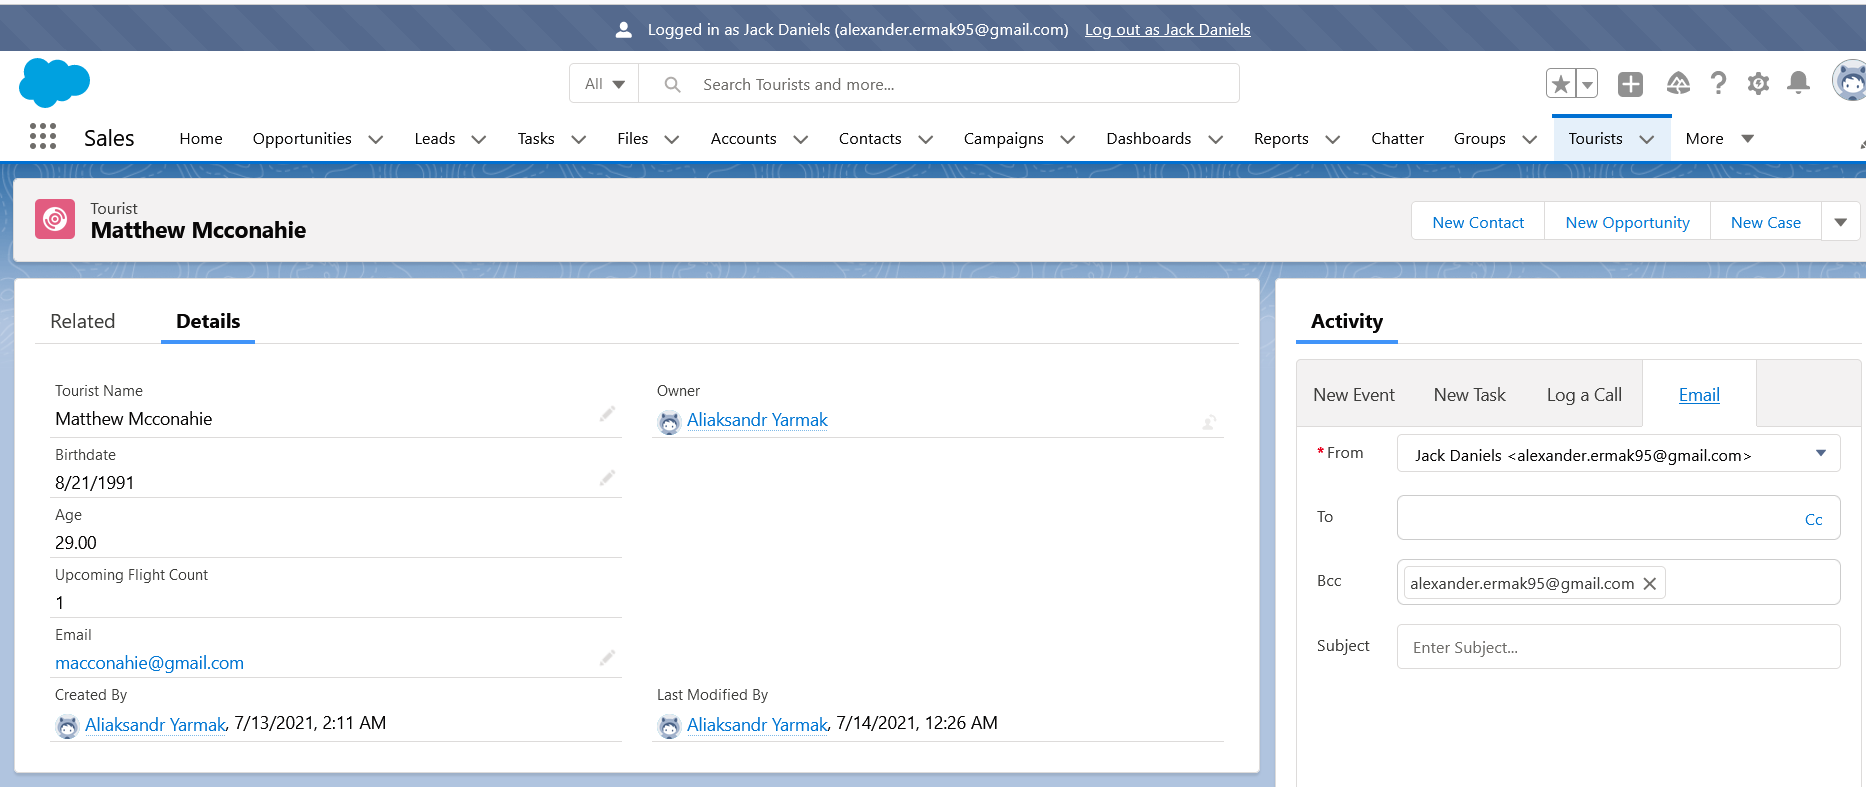 Logged in as Jack Daniels (alexander.ermak95@gmail.com) Log out as Jack Daniels
All Search Tourists and more...
Sales Home Opportunities Leads Tasks Files Accounts Contacts Campaigns Dashboards Reports Chatter Groups Tourists More
Tourist
Matthew Mcconahie
New Contact New Opportunity New Case
Related Details
Tourist Name
Matthew Mcconahie
Owner
Aliaksandr Yarmak
Birthdate
8/21/1991
Age
29.00
Upcoming Flight Count
1
Email
macconahie@gmail.com
Created By
Aliaksandr Yarmak, 7/13/2021, 2:11 AM
Last Modified By
Aliaksandr Yarmak, 7/14/2021, 12:26 AM
Activity
New Event New Task Log a Call Email
*From Jack Daniels <alexander.ermak95@gmail.com>
To Cc
Bcc alexander.ermak95@gmail.com
Subject Enter Subject...